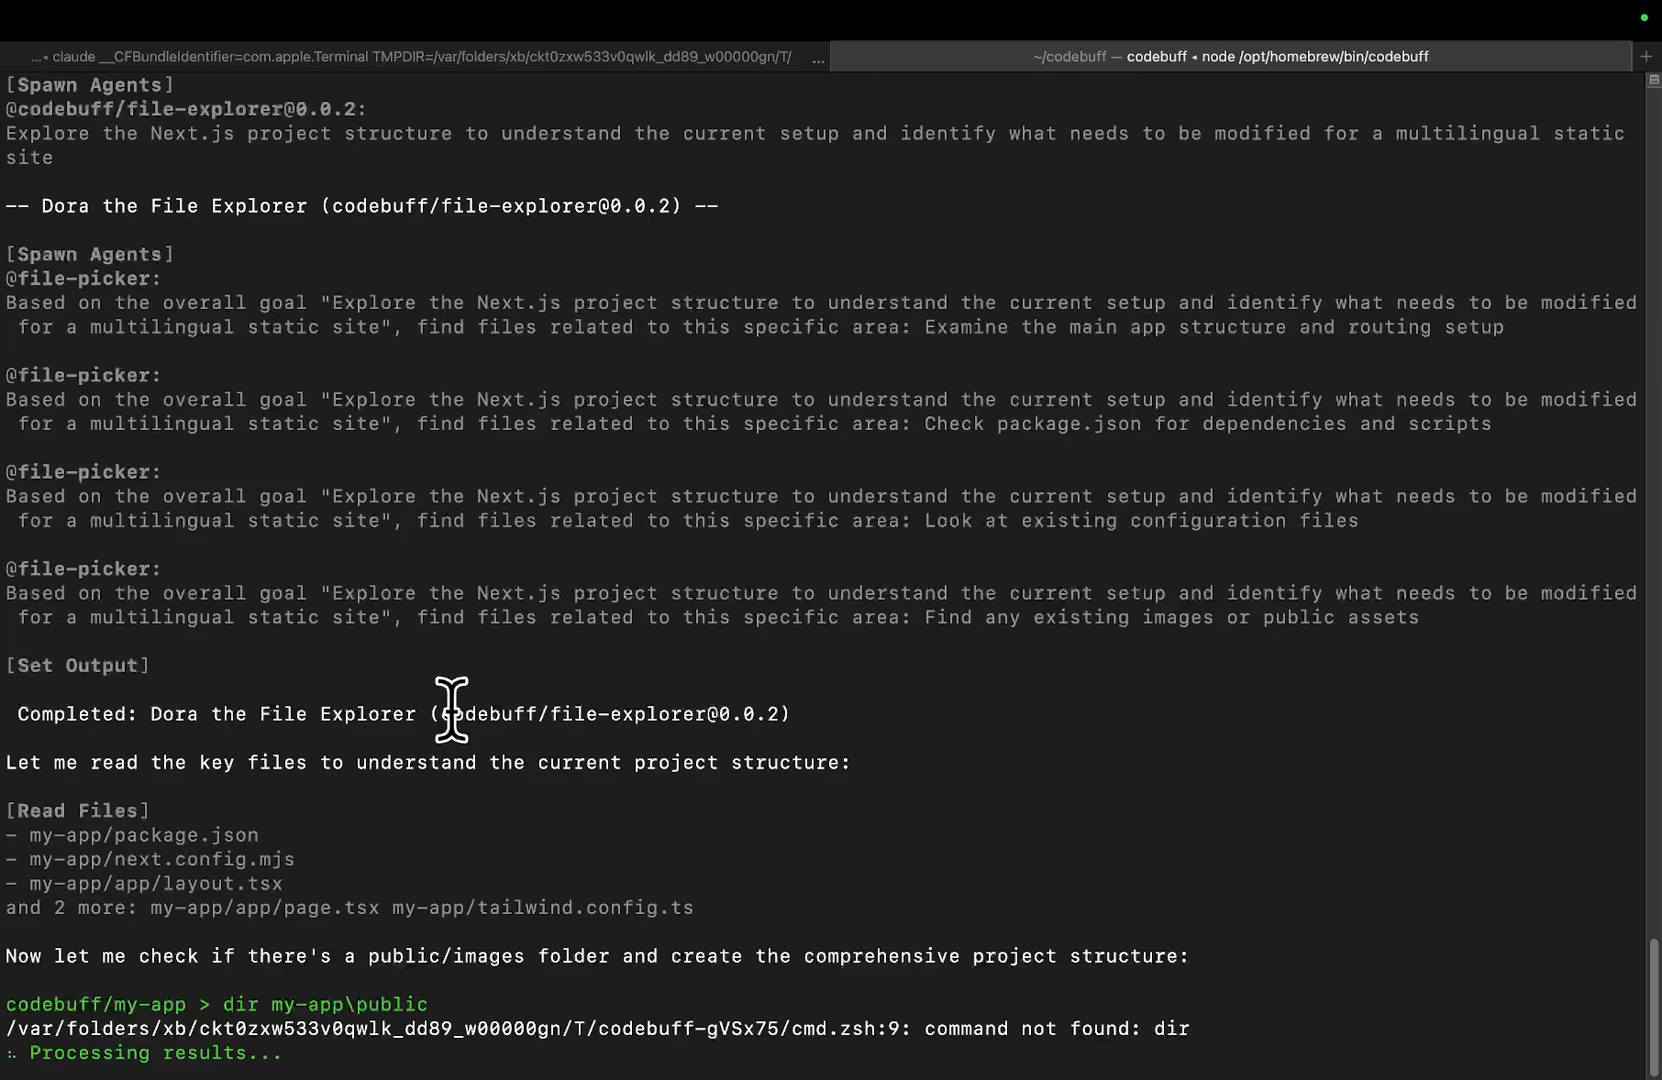 ...◂ claude __CFBundleIdentifier=com.apple.Terminal TMPDIR=/var/folders/xb/ckt0zxw533v0qwlk_dd89_w00000gn/T/ ...
~/codebuff — codebuff ◂ node /opt/homebrew/bin/codebuff
[Spawn Agents]
@codebuff/file-explorer@0.0.2:
Explore the Next.js project structure to understand the current setup and identify what needs to be modified for a multilingual static
site
-- Dora the File Explorer (codebuff/file-explorer@0.0.2) --
[Spawn Agents]
@file-picker:
Based on the overall goal "Explore the Next.js project structure to understand the current setup and identify what needs to be modified
for a multilingual static site", find files related to this specific area: Examine the main app structure and routing setup
@file-picker:
Based on the overall goal "Explore the Next.js project structure to understand the current setup and identify what needs to be modified
for a multilingual static site", find files related to this specific area: Check package.json for dependencies and scripts
@file-picker:
Based on the overall goal "Explore the Next.js project structure to understand the current setup and identify what needs to be modified
for a multilingual static site", find files related to this specific area: Look at existing configuration files
@file-picker:
Based on the overall goal "Explore the Next.js project structure to understand the current setup and identify what needs to be modified
for a multilingual static site", find files related to this specific area: Find any existing images or public assets
[Set Output]
Completed: Dora the File Explorer (codebuff/file-explorer@0.0.2)
Let me read the key files to understand the current project structure:
[Read Files]
- my-app/package.json
- my-app/next.config.mjs
- my-app/app/layout.tsx
and 2 more: my-app/app/page.tsx my-app/tailwind.config.ts
Now let me check if there's a public/images folder and create the comprehensive project structure:
codebuff/my-app > dir my-app\public
/var/folders/xb/ckt0zxw533v0qwlk_dd89_w00000gn/T/codebuff-gVSx75/cmd.zsh:9: command not found: dir
Processing results...